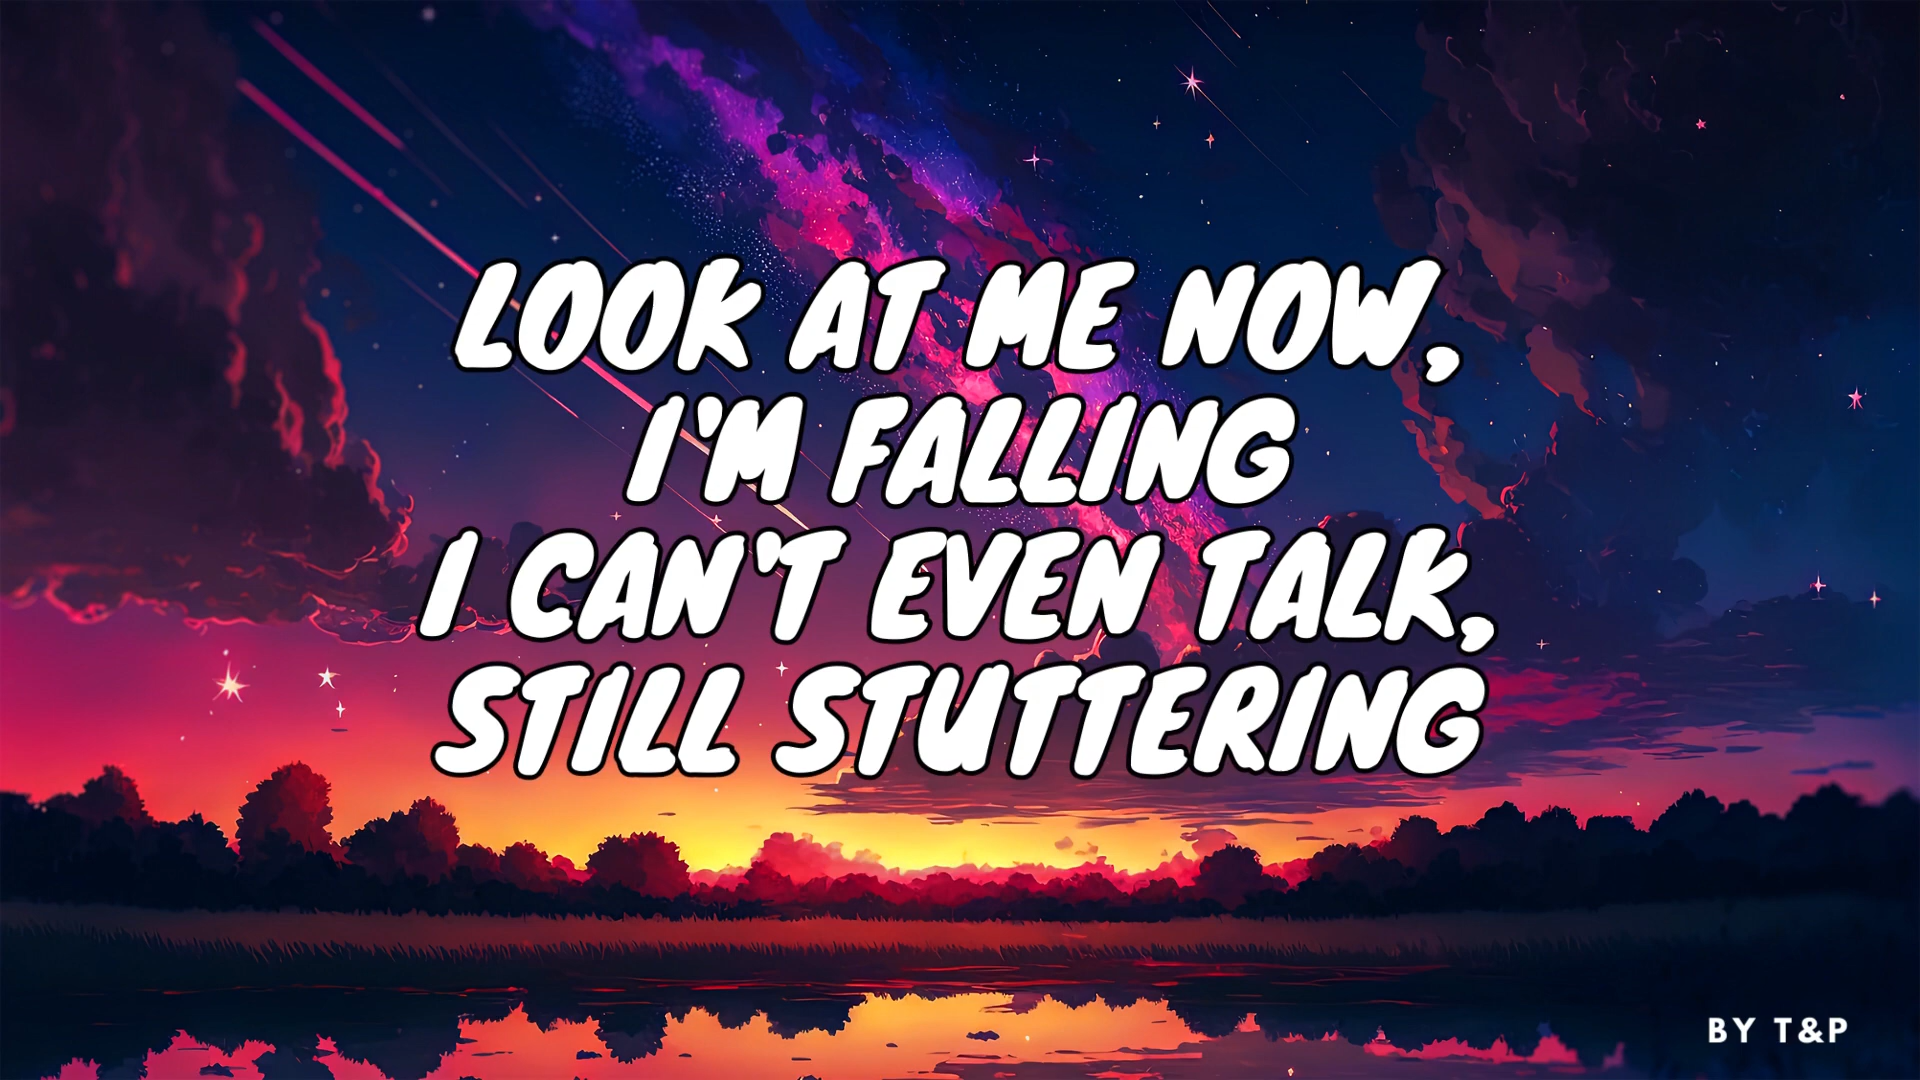 LOOK AT ME NOW,
I'M FALLING
I CAN'T EVEN TALK,
STILL STUTTERING
BY T&P